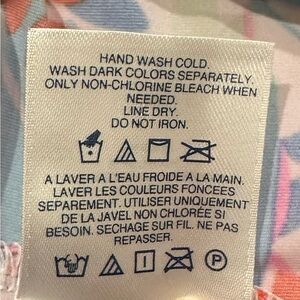 HAND WASH COLD.
WASH DARK COLORS SEPARATELY.
ONLY NON-CHLORINE BLEACH WHEN
NEEDED.
LINE DRY.
DO NOT IRON.
A LAVER A L'EAU FROIDE A LA MAIN.
LAVER LES COULEURS FONCEES
SEPAREMENT. UTILISER UNIQUEMENT
DE LA JAVEL NON CHLORÉE SI
BESOIN. SECHAGE SUR FIL. NE PAS
REPASSER.
P